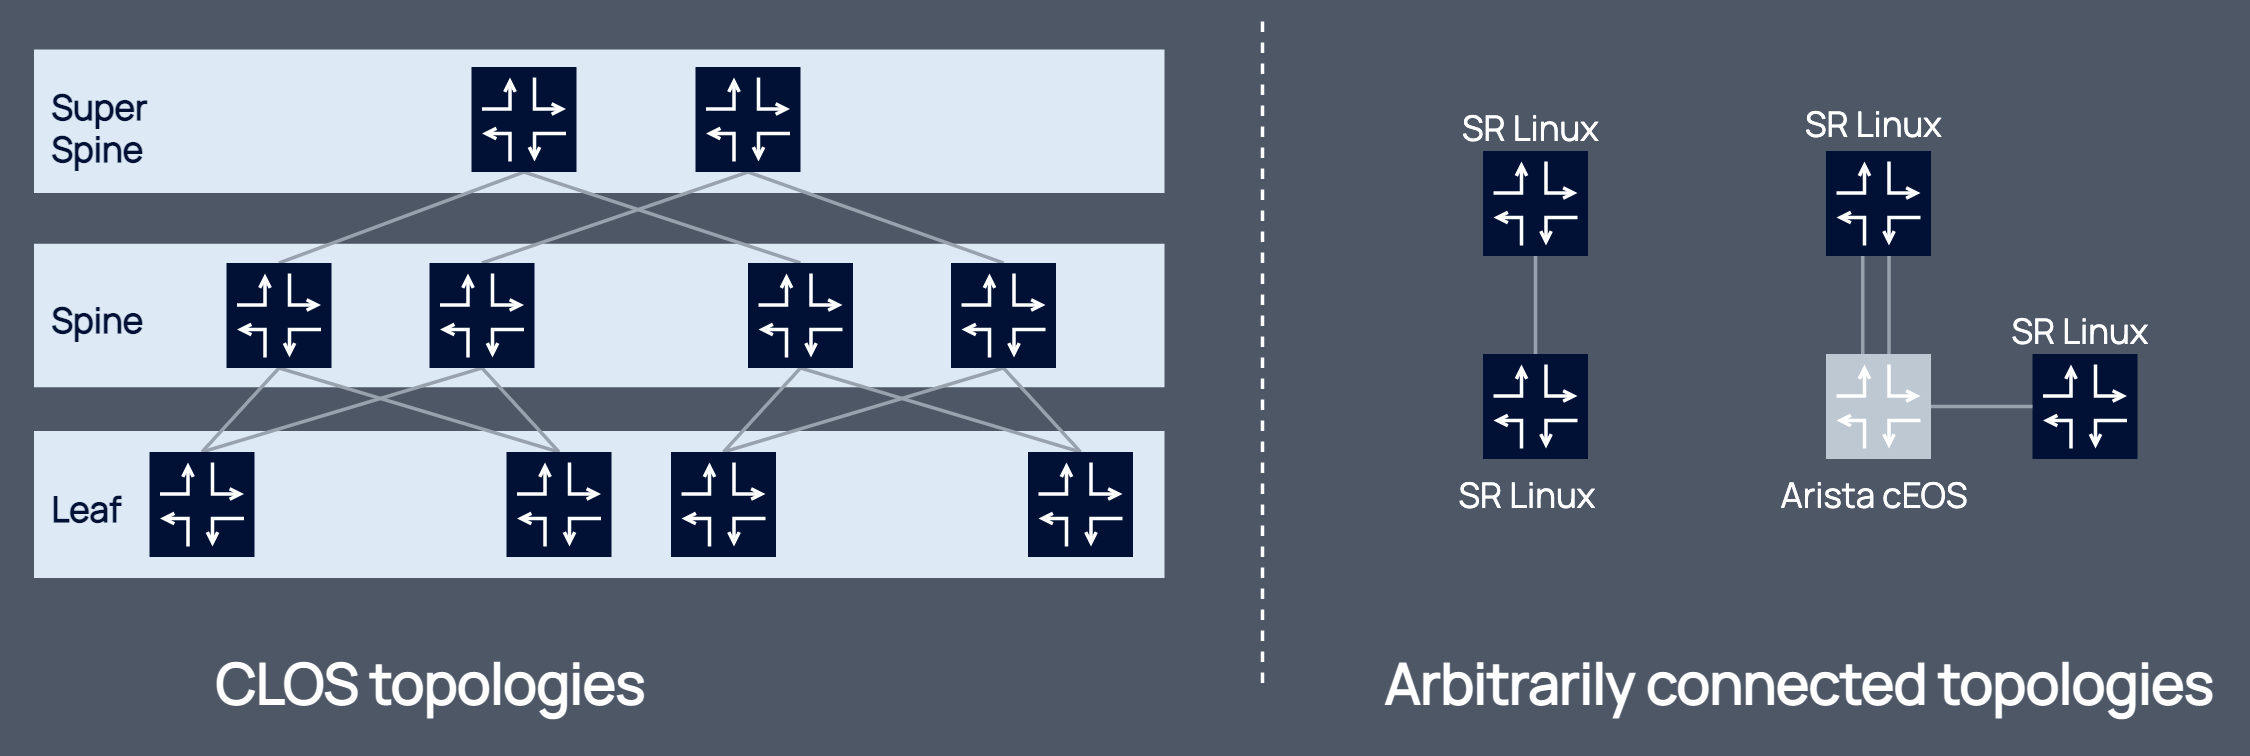 Super
Spine
Spine
Leaf
CLOS topologies
SR Linux
SR Linux
SR Linux
SR Linux
Arista cEOS
Arbitrarily connected topologies